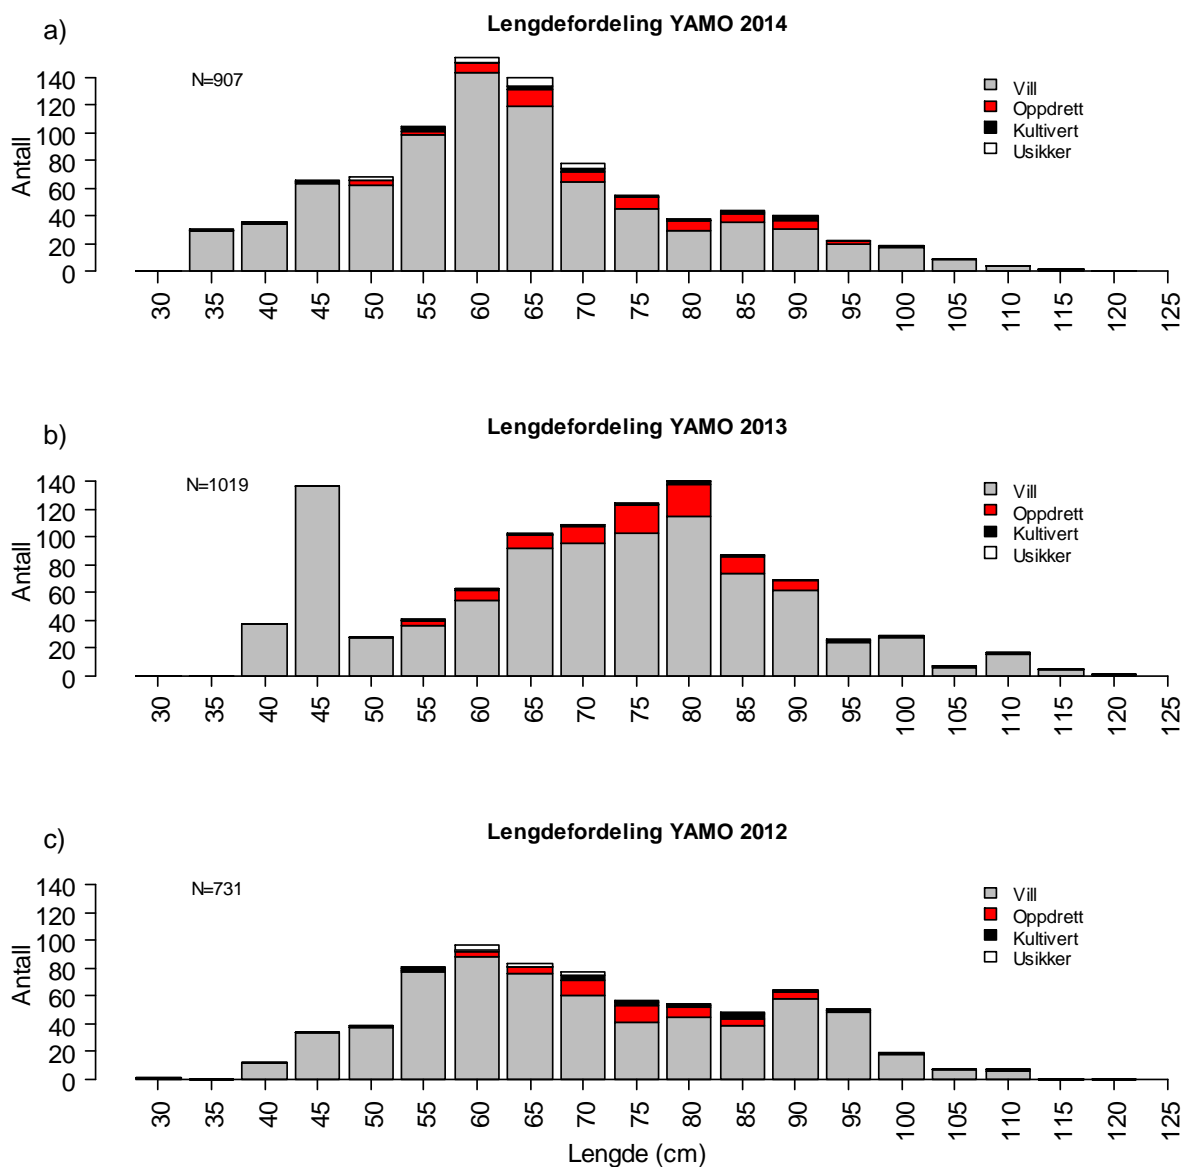 a)
Lengdefordeling YAMO 2014
N=907
Vill
Oppdrett
Kultivert
Usikker
Antall
140
120
100
80
60
40
20
0
30 35 40 45 50 55 60 65 70 75 80 85 90 95 100 105 110 115 120 125
b)
Lengdefordeling YAMO 2013
N=1019
Vill
Oppdrett
Kultivert
Usikker
Antall
140
120
100
80
60
40
20
0
30 35 40 45 50 55 60 65 70 75 80 85 90 95 100 105 110 115 120 125
c)
Lengdefordeling YAMO 2012
N=731
Vill
Oppdrett
Kultivert
Usikker
Antall
140
120
100
80
60
40
20
0
30 35 40 45 50 55 60 65 70 75 80 85 90 95 100 105 110 115 120 125
Lengde (cm)